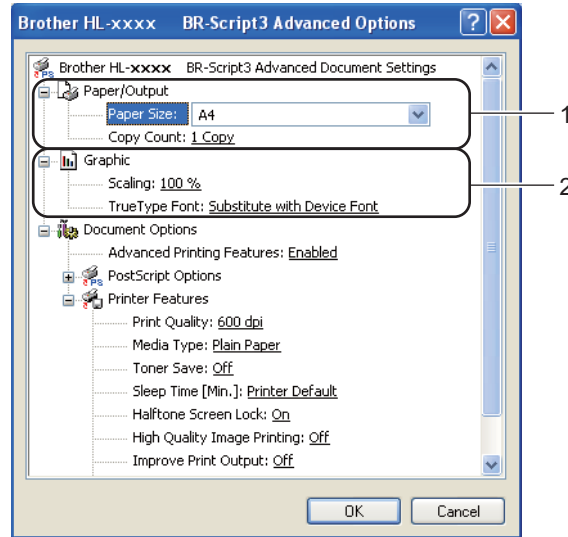 Brother HL-xxxx BR-Script3 Advanced Options
Brother HL-xxxx BR-Script3 Advanced Document Settings
Paper/Output
Paper Size: A4
1
Copy Count: 1 Copy
Graphic
2
Scaling: 100 %
TrueType Font: Substitute with Device Font
Document Options
Advanced Printing Features: Enabled
PS PostScript Options
Printer Features
Print Quality: 600 dpi
Media Type: Plain Paper
Toner Save: Off
Sleep Time [Min.]: Printer Default
Halftone Screen Lock: On
High Quality Image Printing: Off
Improve Print Output: Off
OK Cancel